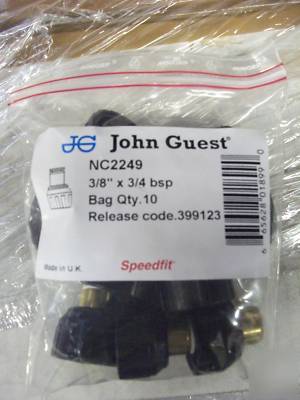 JG John Guest®
NC2249
3/8" x 3/4 bsp
Bag Qty.10
Release code.399123
Made in U.K.
Speedfit®